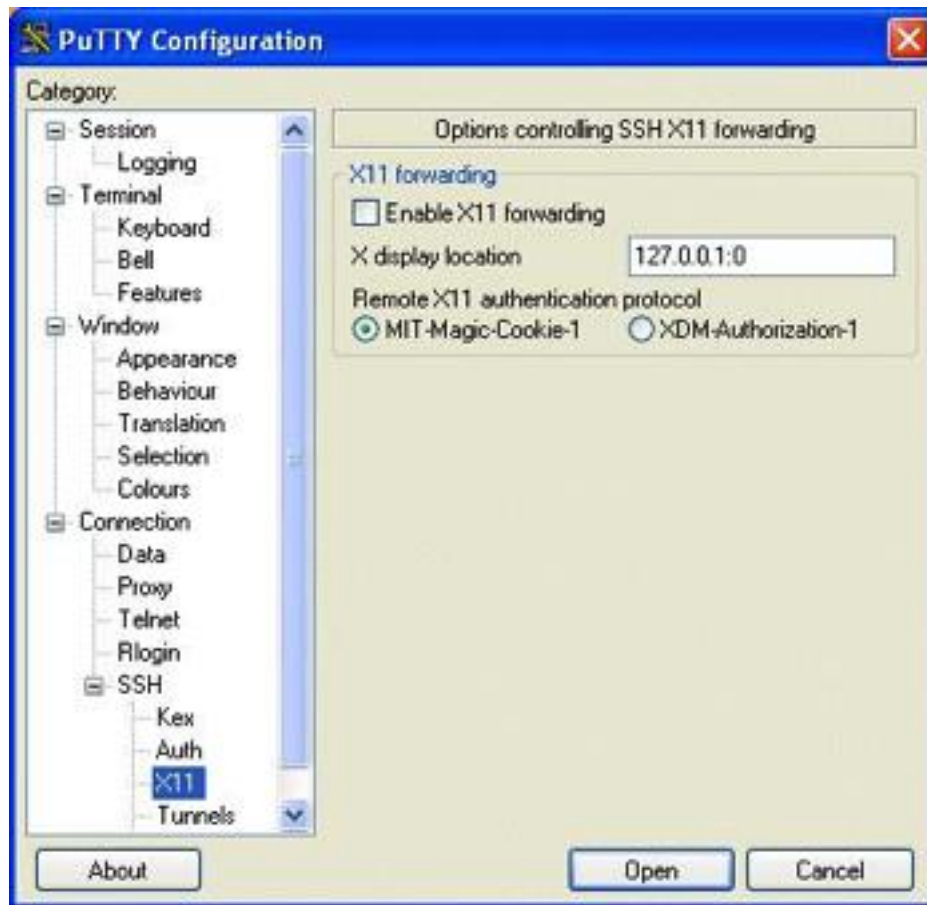 PuTTY Configuration
Category:
Session
Logging
Terminal
Keyboard
Bell
Features
Window
Appearance
Behaviour
Translation
Selection
Colours
Connection
Data
Proxy
Telnet
Rlogin
SSH
Kex
Auth
X11
Tunnels
Options controlling SSH X11 forwarding
X11 forwarding
Enable X11 forwarding
X display location 127.0.0.1:0
Remote X11 authentication protocol
MIT-Magic-Cookie-1 XDM-Authorization-1
About Open Cancel